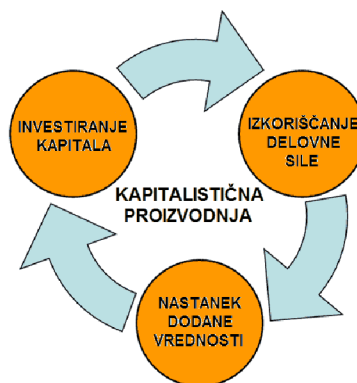 INVESTIRANJE
KAPITALA
IZKORIŠČANJE
DELOVNE
SILE
KAPITALISTIČNA
PROIZVODNJA
NASTANEK
DODANE
VREDNOSTI